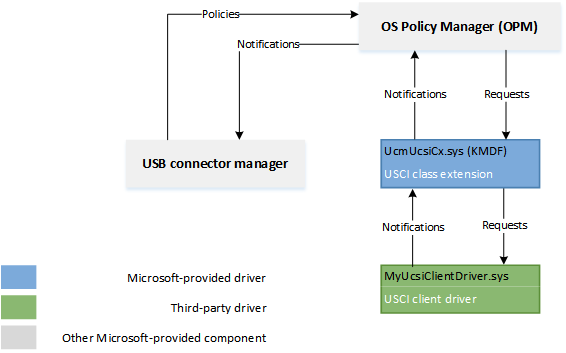 Policies
OS Policy Manager (OPM)
Notifications
Notifications
Requests
USB connector manager
UcmUcsiCx.sys (KMDF)
USCI class extension
Notifications
Requests
Microsoft-provided driver
MyUcsiClientDriver.sys
USCI client driver
Third-party driver
Other Microsoft-provided component